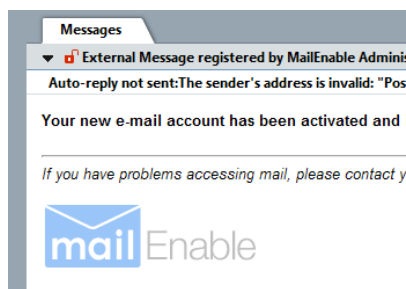 Messages
External Message registered by MailEnable Adminis
Auto-reply not sent:The sender's address is invalid: "Pos
Your new e-mail account has been activated and
If you have problems accessing mail, please contact y
mail Enable